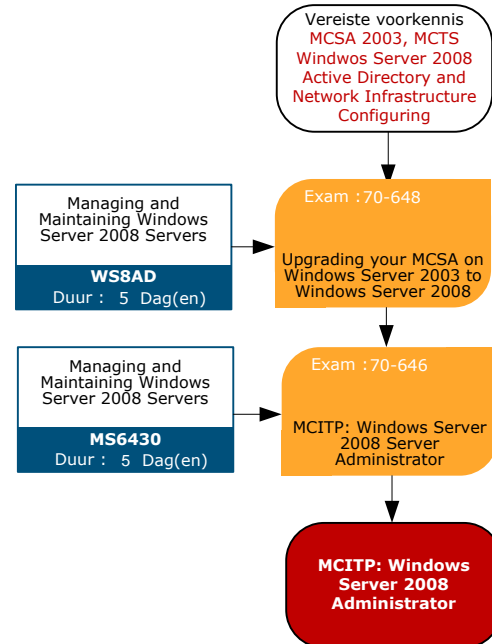 Vereiste voorkennis
MCSA 2003, MCTS
Windwos Server 2008
Active Directory and
Network Infrastructure
Configuring
Managing and
Maintaining Windows
Server 2008 Servers
WS8AD
Duur : 5 Dag(en)
Exam : 70-648
Upgrading your MCSA on
Windows Server 2003 to
Windows Server 2008
Managing and
Maintaining Windows
Server 2008 Servers
MS6430
Duur : 5 Dag(en)
Exam : 70-646
MCITP: Windows Server
2008 Server
Administrator
MCITP: Windows
Server 2008
Administrator